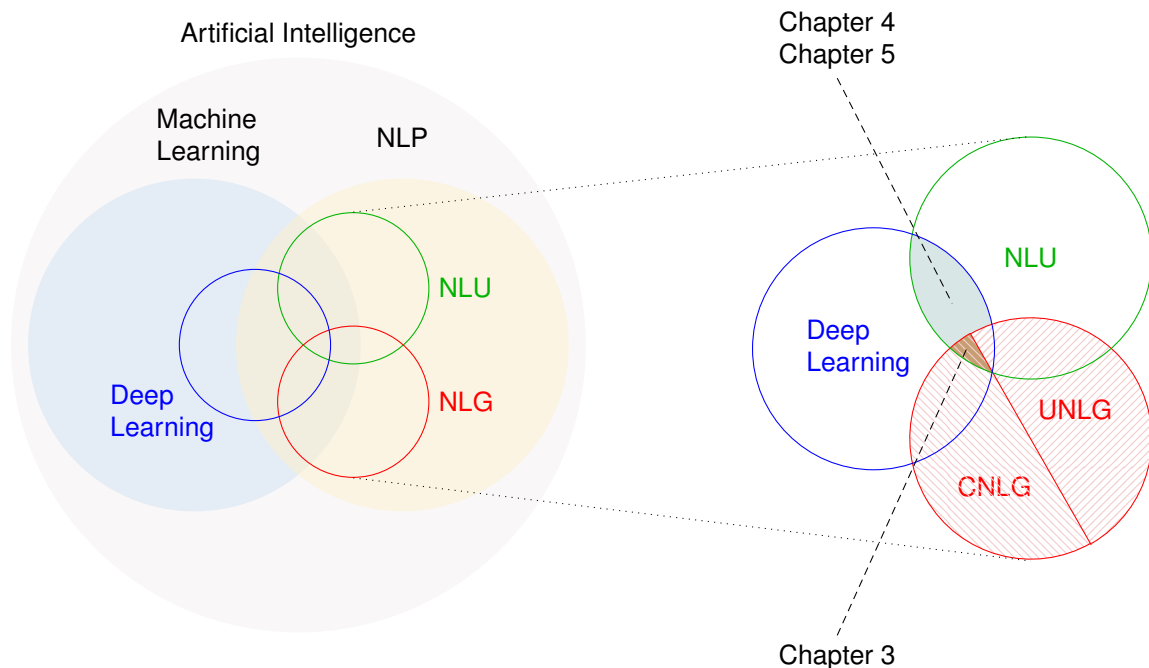 Artificial Intelligence
Machine
Learning
NLP
NLU
Deep
Learning
NLG
Chapter 4
Chapter 5
NLU
Deep
Learning
UNLG
CNLG
Chapter 3